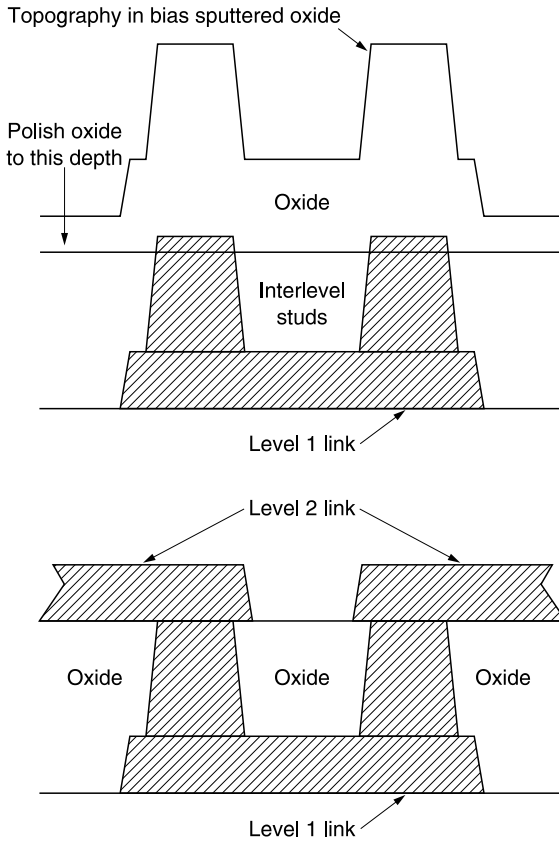 Topography in bias sputtered oxide
Polish oxide
to this depth
Oxide
Interlevel
studs
Level 1 link
Level 2 link
Oxide
Oxide
Oxide
Level 1 link